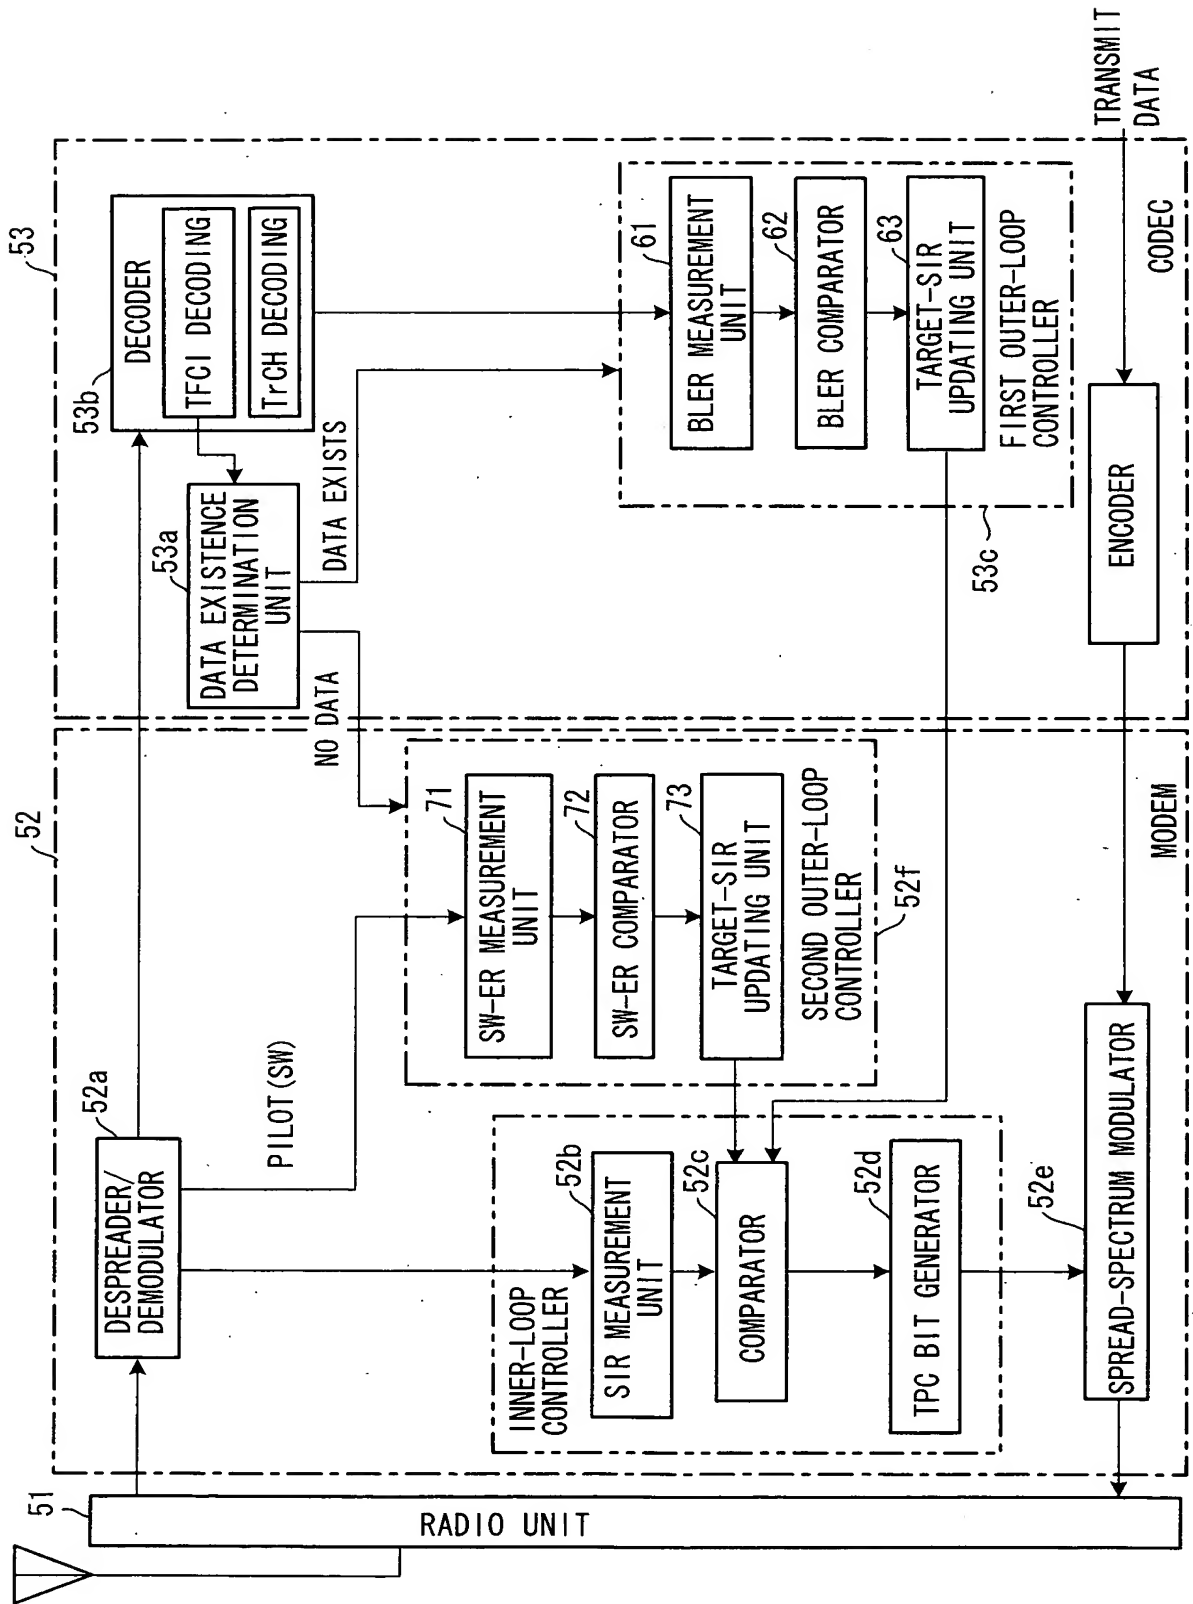 51
RADIO UNIT
52
DESPREADER/
DEMODULATOR
52a
PILOT(SW)
INNER-LOOP
CONTROLLER
SIR MEASUREMENT
UNIT
52b
COMPARATOR
52c
TPC BIT GENERATOR
52d
SPREAD-SPECTRUM MODULATOR
52e
MODEM
NO DATA
SW-ER MEASUREMENT
UNIT
71
SW-ER COMPARATOR
72
TARGET-SIR
UPDATING UNIT
73
SECOND OUTER-LOOP
CONTROLLER
52f
53
53b
DECODER
TFCI DECODING
TrCH DECODING
DATA EXISTENCE
DETERMINATION
UNIT
53a
DATA EXISTS
BLER MEASUREMENT
UNIT
61
BLER COMPARATOR
62
TARGET-SIR
UPDATING UNIT
63
FIRST OUTER-LOOP
CONTROLLER
53c
ENCODER
CODEC
TRANSMIT
DATA